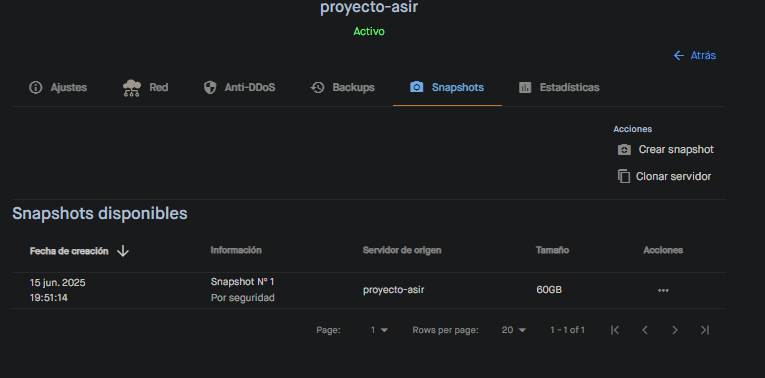 proyecto-asir
Activo
Atrás
Ajustes
Red
Anti-DDoS
Backups
Snapshots
Estadísticas
Acciones
Crear snapshot
Clonar servidor
Snapshots disponibles
Fecha de creación
Información
Servidor de origen
Tamaño
Acciones
15 jun. 2025
19:51:14
Snapshot Nº 1
Por seguridad
proyecto-asir
60GB
Page: 1 Rows per page: 20 1 - 1 of 1